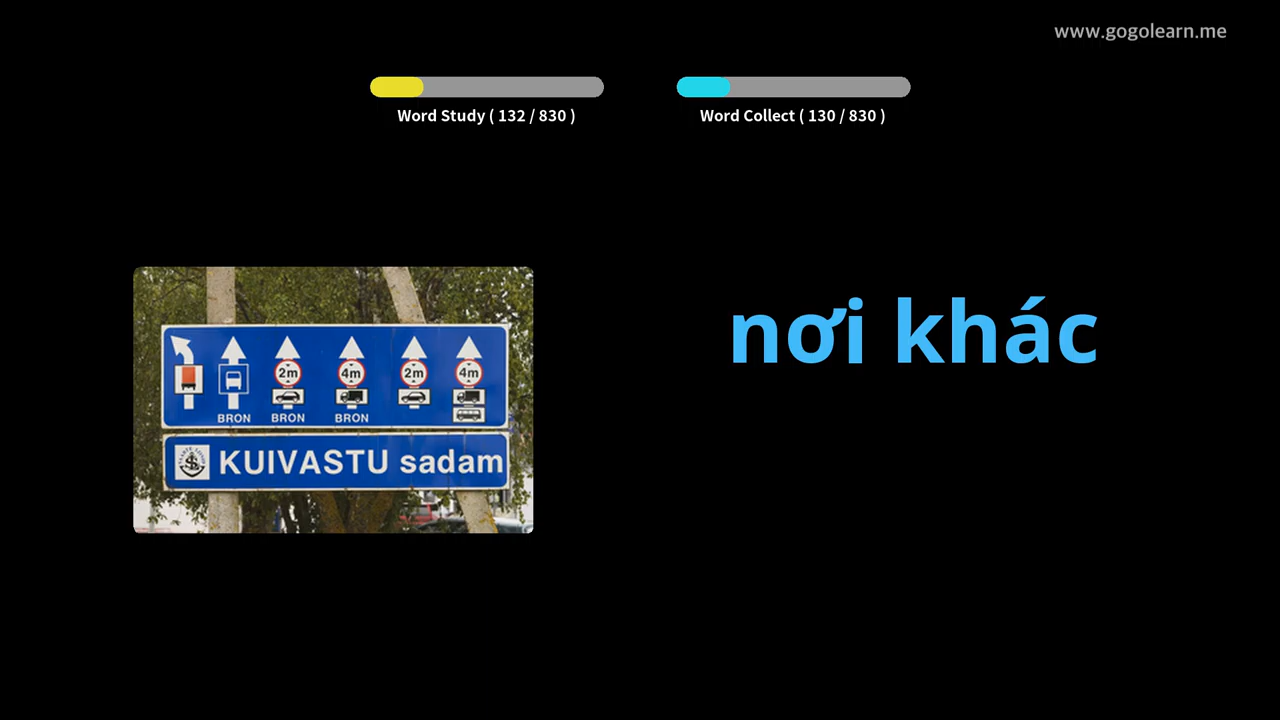 www.gogolearn.me
Word Study ( 132 / 830 )
Word Collect ( 130 / 830 )
nơi khác
2m
4m
2m
4m
BRON
BRON
BRON
KUIVASTU sadam